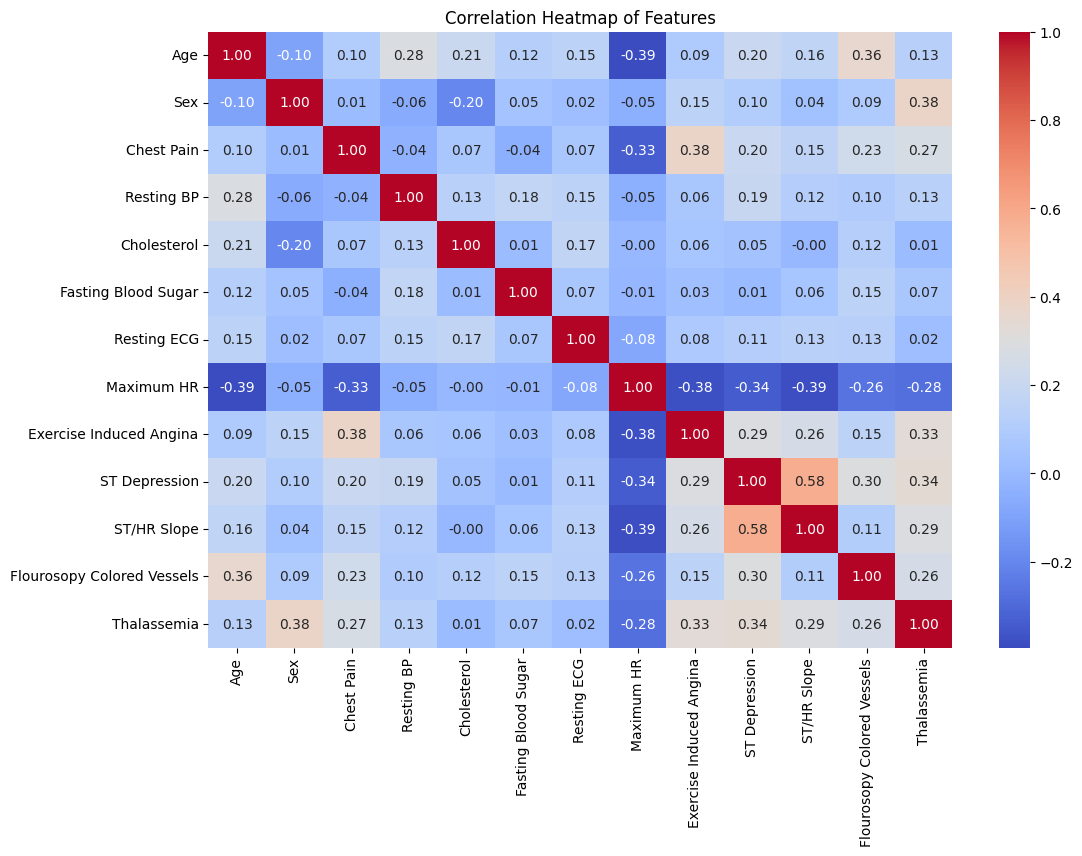 Correlation Heatmap of Features
Age 1.00 -0.10 0.10 0.28 0.21 0.12 0.15 -0.39 0.09 0.20 0.16 0.36 0.13
Sex -0.10 1.00 0.01 -0.06 -0.20 0.05 0.02 -0.05 0.15 0.10 0.04 0.09 0.38
Chest Pain 0.10 0.01 1.00 -0.04 0.07 -0.04 0.07 -0.33 0.38 0.20 0.15 0.23 0.27
Resting BP 0.28 -0.06 -0.04 1.00 0.13 0.18 0.15 -0.05 0.06 0.19 0.12 0.10 0.13
Cholesterol 0.21 -0.20 0.07 0.13 1.00 0.01 0.17 -0.00 0.06 0.05 -0.00 0.12 0.01
Fasting Blood Sugar 0.12 0.05 -0.04 0.18 0.01 1.00 0.07 -0.01 0.03 0.01 0.06 0.15 0.07
Resting ECG 0.15 0.02 0.07 0.15 0.17 0.07 1.00 -0.08 0.08 0.11 0.13 0.13 0.02
Maximum HR -0.39 -0.05 -0.33 -0.05 -0.00 -0.01 -0.08 1.00 -0.38 -0.34 -0.39 -0.26 -0.28
Exercise Induced Angina 0.09 0.15 0.38 0.06 0.06 0.03 0.08 -0.38 1.00 0.29 0.26 0.15 0.33
ST Depression 0.20 0.10 0.20 0.19 0.05 0.01 0.11 -0.34 0.29 1.00 0.58 0.30 0.34
ST/HR Slope 0.16 0.04 0.15 0.12 -0.00 0.06 0.13 -0.39 0.26 0.58 1.00 0.11 0.29
Flourosopy Colored Vessels 0.36 0.09 0.23 0.10 0.12 0.15 0.13 -0.26 0.15 0.30 0.11 1.00 0.26
Thalassemia 0.13 0.38 0.27 0.13 0.01 0.07 0.02 -0.28 0.33 0.34 0.29 0.26 1.00
Age
Sex
Chest Pain
Resting BP
Cholesterol
Fasting Blood Sugar
Resting ECG
Maximum HR
Exercise Induced Angina
ST Depression
ST/HR Slope
Flourosopy Colored Vessels
Thalassemia
1.0
0.8
0.6
0.4
0.2
0.0
−0.2